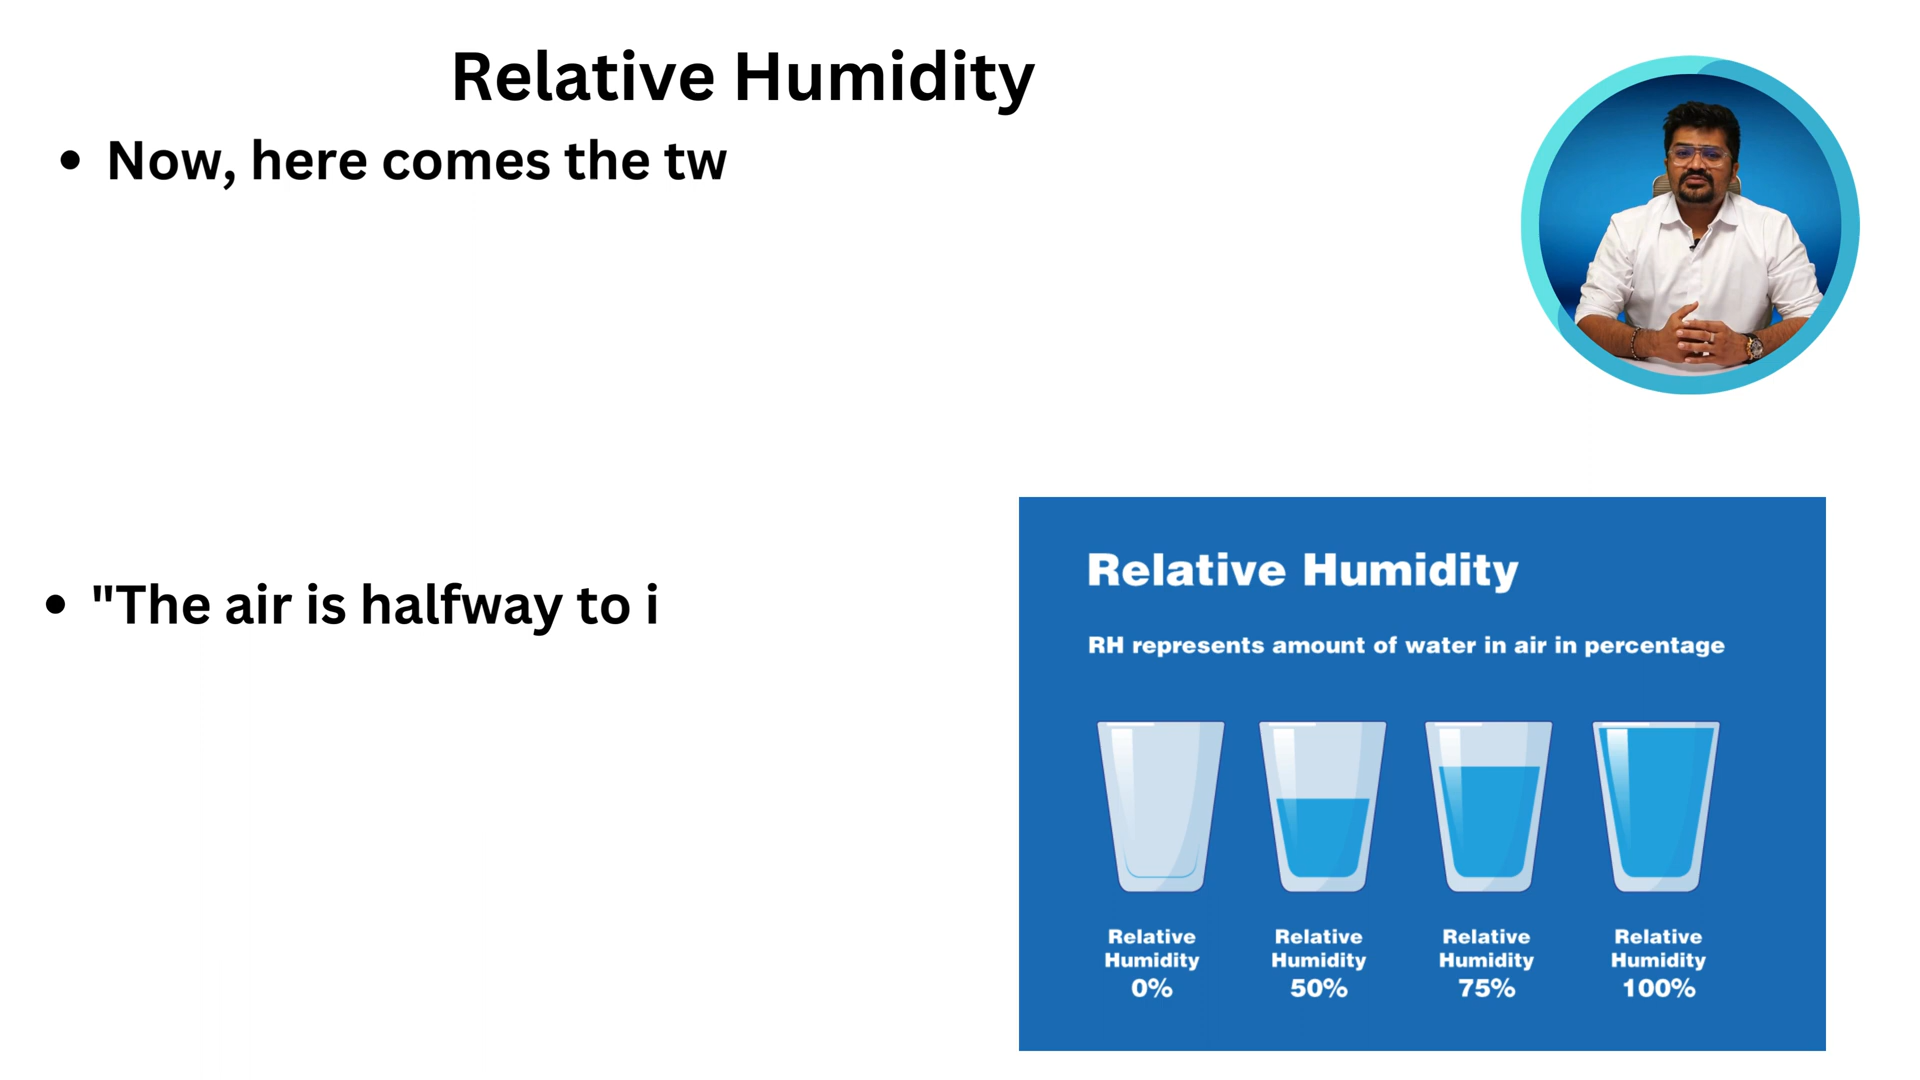 Relative Humidity
• Now, here comes the tw
• "The air is halfway to i
Relative Humidity
RH represents amount of water in air in percentage
Relative Humidity 0%
Relative Humidity 50%
Relative Humidity 75%
Relative Humidity 100%